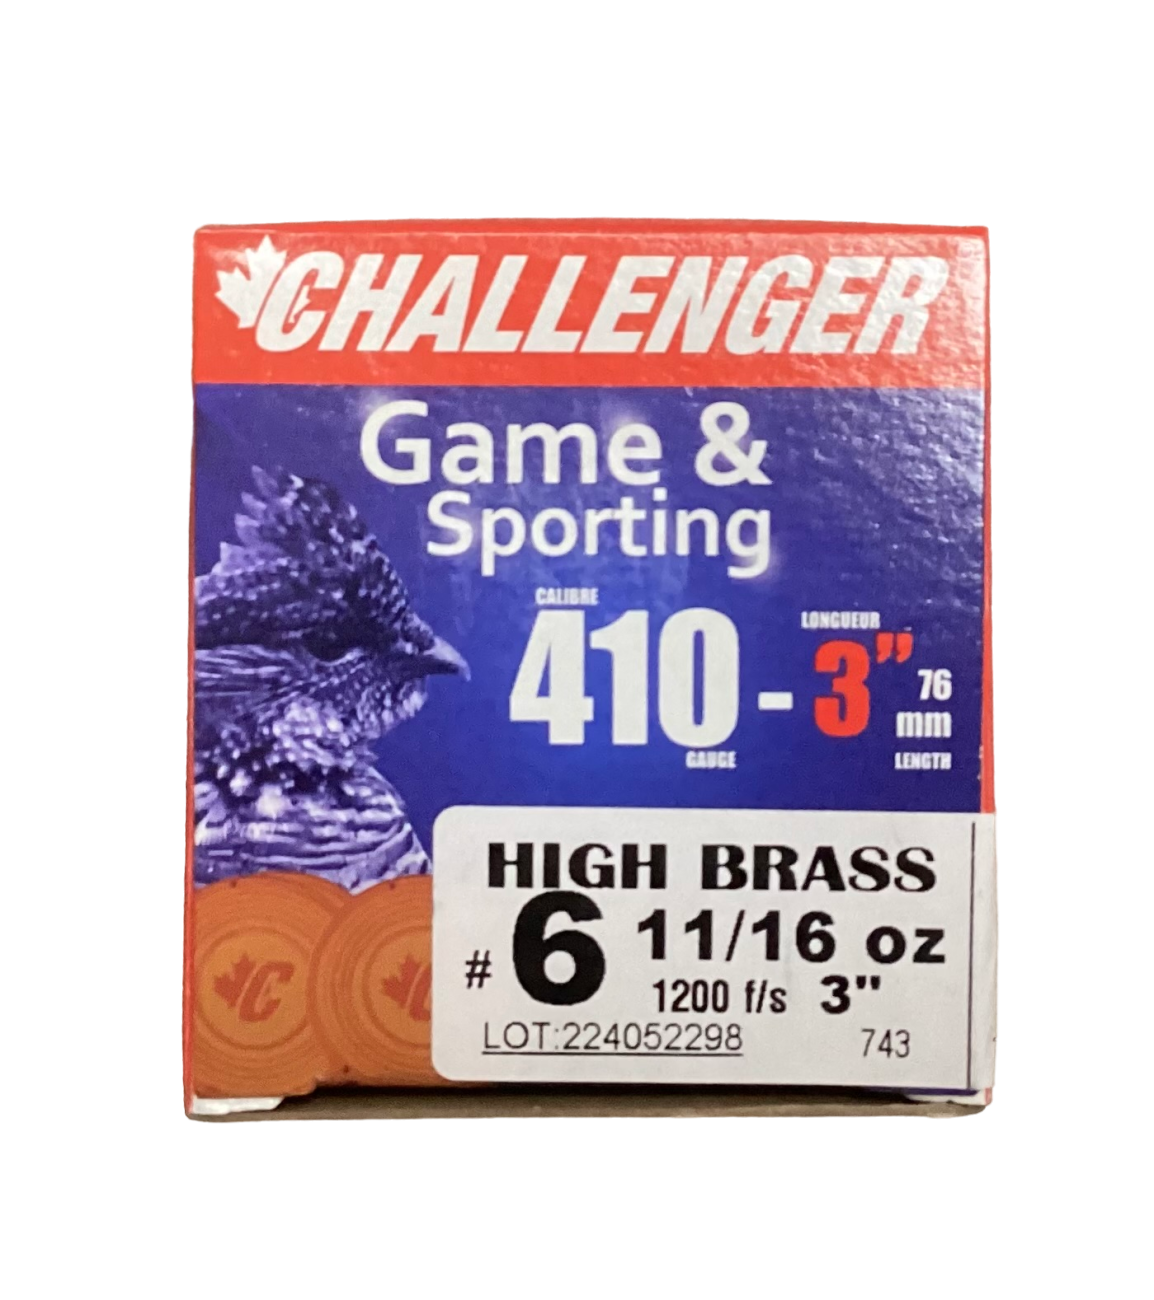 CHALLENGER
Game &
Sporting
CALIBRE
410 - 3" 76 mm
LONGUEUR
GAUGE
LENGTH
HIGH BRASS
# 6 11/16 oz
1200 f/s 3"
LOT:224052298 743